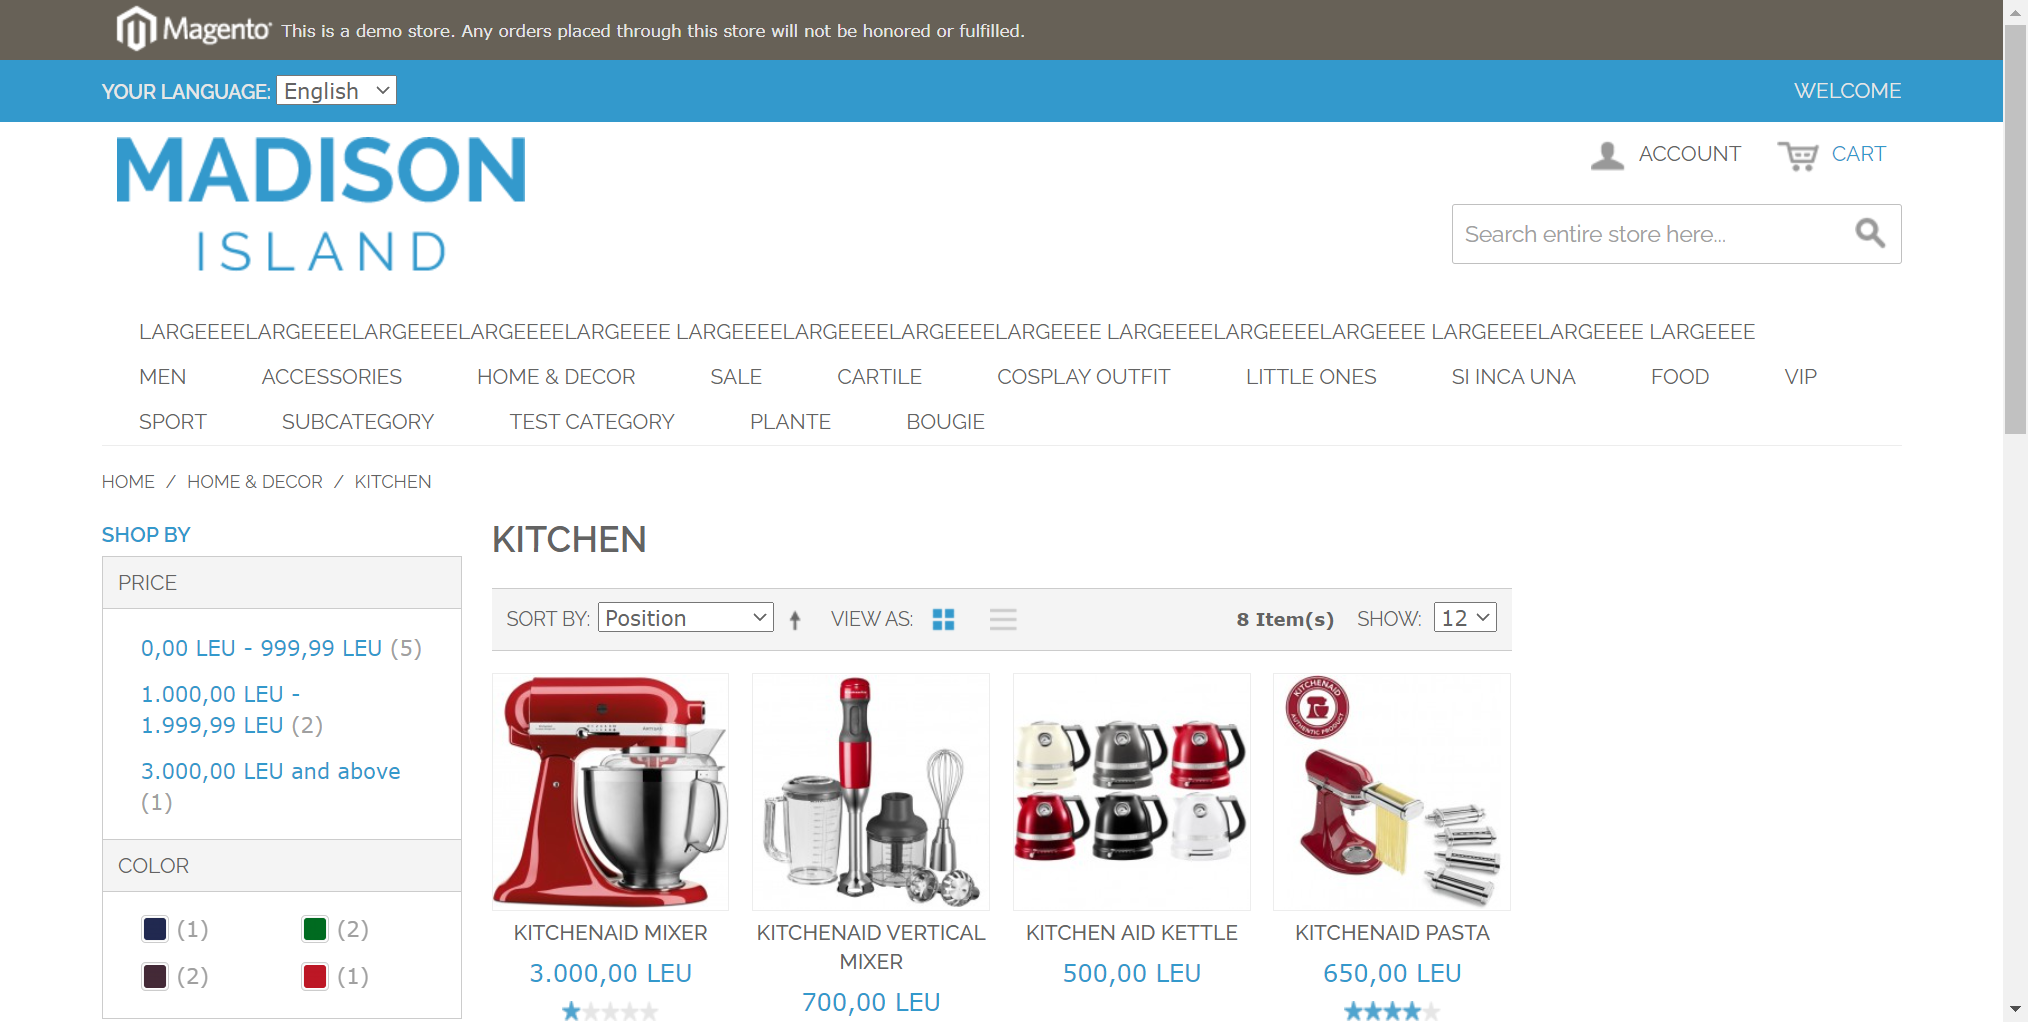 Magento This is a demo store. Any orders placed through this store will not be honored or fulfilled.
YOUR LANGUAGE: English WELCOME
MADISON
ISLAND
ACCOUNT CART
Search entire store here...
LARGEEEELARGEEEELARGEEEELARGEEEELARGEEEE LARGEEEELARGEEEELARGEEEELARGEEEE LARGEEEELARGEEEELARGEEEE LARGEEEELARGEEEE LARGEEEE
MEN ACCESSORIES HOME & DECOR SALE CARTILE COSPLAY OUTFIT LITTLE ONES SI INCA UNA FOOD VIP
SPORT SUBCATEGORY TEST CATEGORY PLANTE BOUGIE
HOME / HOME & DECOR / KITCHEN
SHOP BY
PRICE
0,00 LEU - 999,99 LEU (5)
1.000,00 LEU -
1.999,99 LEU (2)
3.000,00 LEU and above
(1)
COLOR
(1) (2)
(2) (1)
KITCHEN
SORT BY: Position VIEW AS: 8 Item(s) SHOW: 12
KITCHENAID
AUTHENTIC PRODUCT
KITCHENAID MIXER
3.000,00 LEU
KITCHENAID VERTICAL
MIXER
700,00 LEU
KITCHEN AID KETTLE
500,00 LEU
KITCHENAID PASTA
650,00 LEU